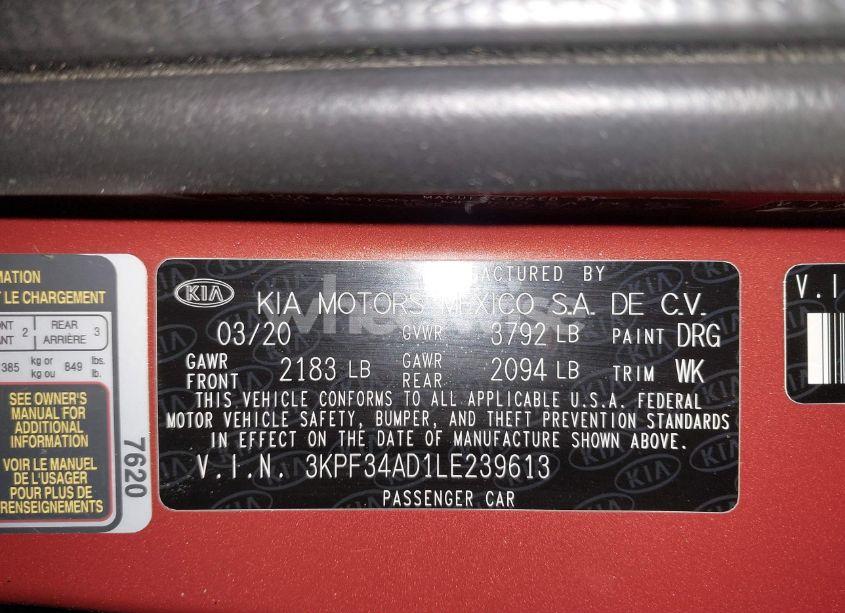 MATION
T LE CHARGEMENT
ONT 2 REAR 3
ANT ARRIÈRE
385 kg or 849 lbs.
kg ou lb.
SEE OWNER'S
MANUAL FOR
ADDITIONAL
INFORMATION
VOIR LE MANUEL
DE L'USAGER
POUR PLUS DE
RENSEIGNEMENTS
7620
KIA
FACTURED BY
KIA MOTORS MEXICO S.A. DE C.V.
03/20 GVWR 3792 LB PAINT DRG
GAWR FRONT 2183 LB GAWR REAR 2094 LB TRIM WK
THIS VEHICLE CONFORMS TO ALL APPLICABLE U.S.A. FEDERAL
MOTOR VEHICLE SAFETY, BUMPER, AND THEFT PREVENTION STANDARDS
IN EFFECT ON THE DATE OF MANUFACTURE SHOWN ABOVE.
V.I.N. 3KPF34AD1LE239613
PASSENGER CAR
V.I